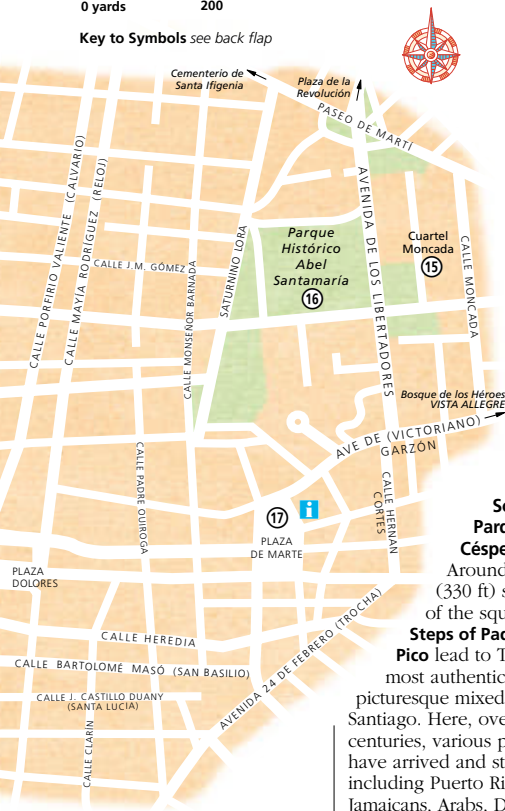 0 yards 200
Key to Symbols see back flap
Cementerio de
Santa Ifigenia
Plaza de la
Revolución
PASEO DE MARTÍ
CALLE PORFIRIO VALIENTE (CALVARIO)
CALLE MAYÍA RODRÍGUEZ (RELOJ)
CALLE J.M. GÓMEZ
CALLE MONSEÑOR BARNADA
SATURNINO LORA
Parque
Histórico
Abel
Santamaría
16
AVENIDA DE LOS LIBERTADORES
Cuartel
Moncada
15
CALLE MONCADA
Bosque de los Héroes
VISTA ALLEGRE
AVE DE (VICTORIANO)
GARZÓN
CALLE PADRE QUIROGA
17
i
PLAZA
DE MARTE
CALLE HERNAN
CORTES
PLAZA
DOLORES
CALLE HEREDIA
CALLE BARTOLOMÉ MASÓ (SAN BASILIO)
CALLE J. CASTILLO DUANY
(SANTA LUCIA)
CALLE CLARÍN
AVENIDA 24 DE FEBRERO (TROCHA)
Around
(330 ft) s
of the squ
Steps of Pad
Pico lead to T
most authentic
picturesque mixed
Santiago. Here, ove
centuries, various p
have arrived and st
including Puerto Ri
Jamaicans, Arabs, D